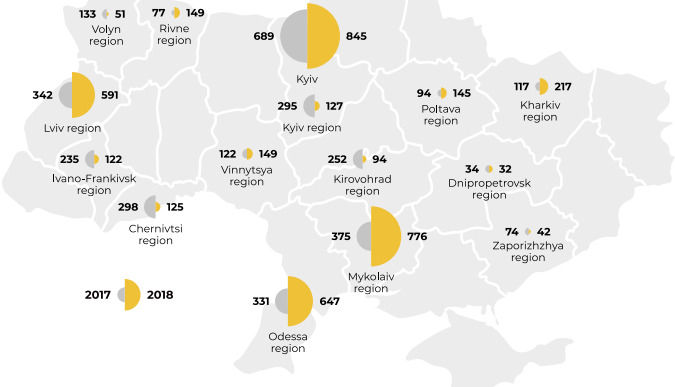 133 51
Volyn
region
77 149
Rivne
region
689 845
Kyiv
342 591
Lviv region
295 127
Kyiv region
94 145
Poltava
region
117 217
Kharkiv
region
235 122
Ivano-Frankivsk
region
122 149
Vinnytsya
region
252 94
Kirovohrad
region
34 32
Dnipropetrovsk
region
298 125
Chernivtsi
region
375 776
Mykolaiv
region
74 42
Zaporizhzhya
region
2017 2018
331 647
Odessa
region